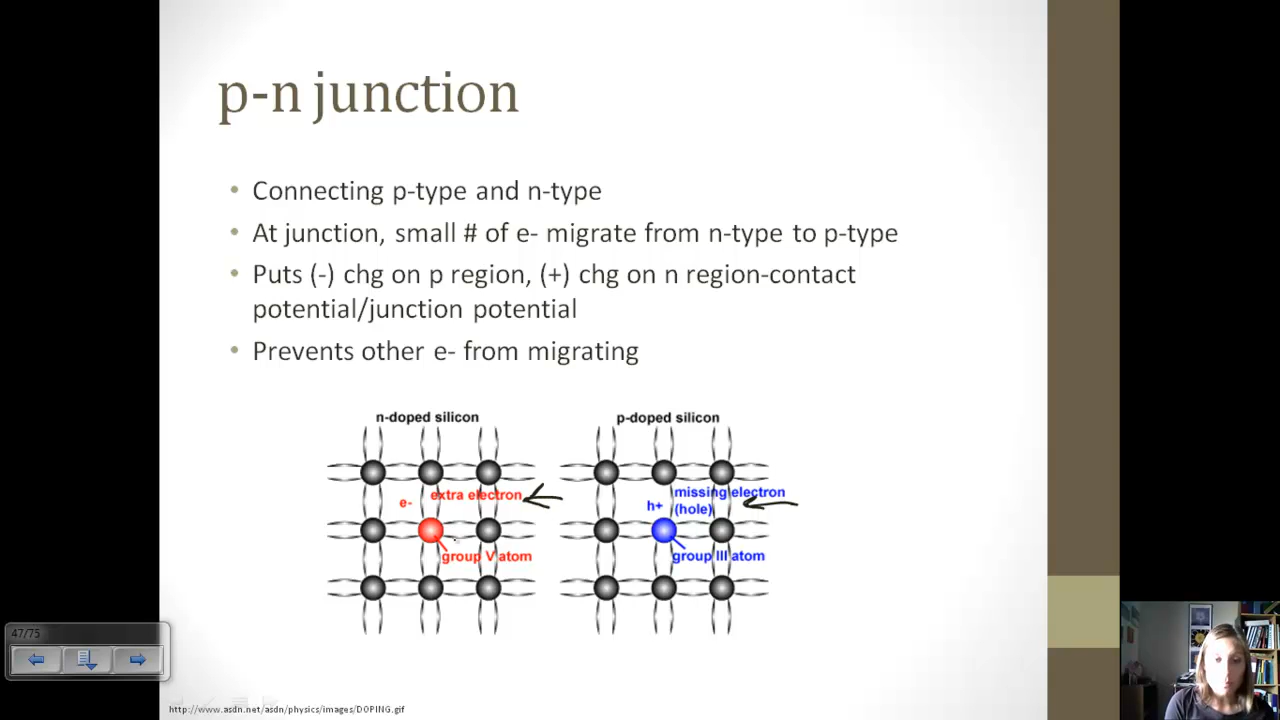 p-n junction
• Connecting p-type and n-type
• At junction, small # of e- migrate from n-type to p-type
• Puts (-) chg on p region, (+) chg on n region-contact
potential/junction potential
• Prevents other e- from migrating
n-doped silicon
p-doped silicon
e-
extra electron
group V atom
missing electron
h+ (hole)
group III atom
47/75
http://www.asdn.net/asdn/physics/images/DOPING.gif